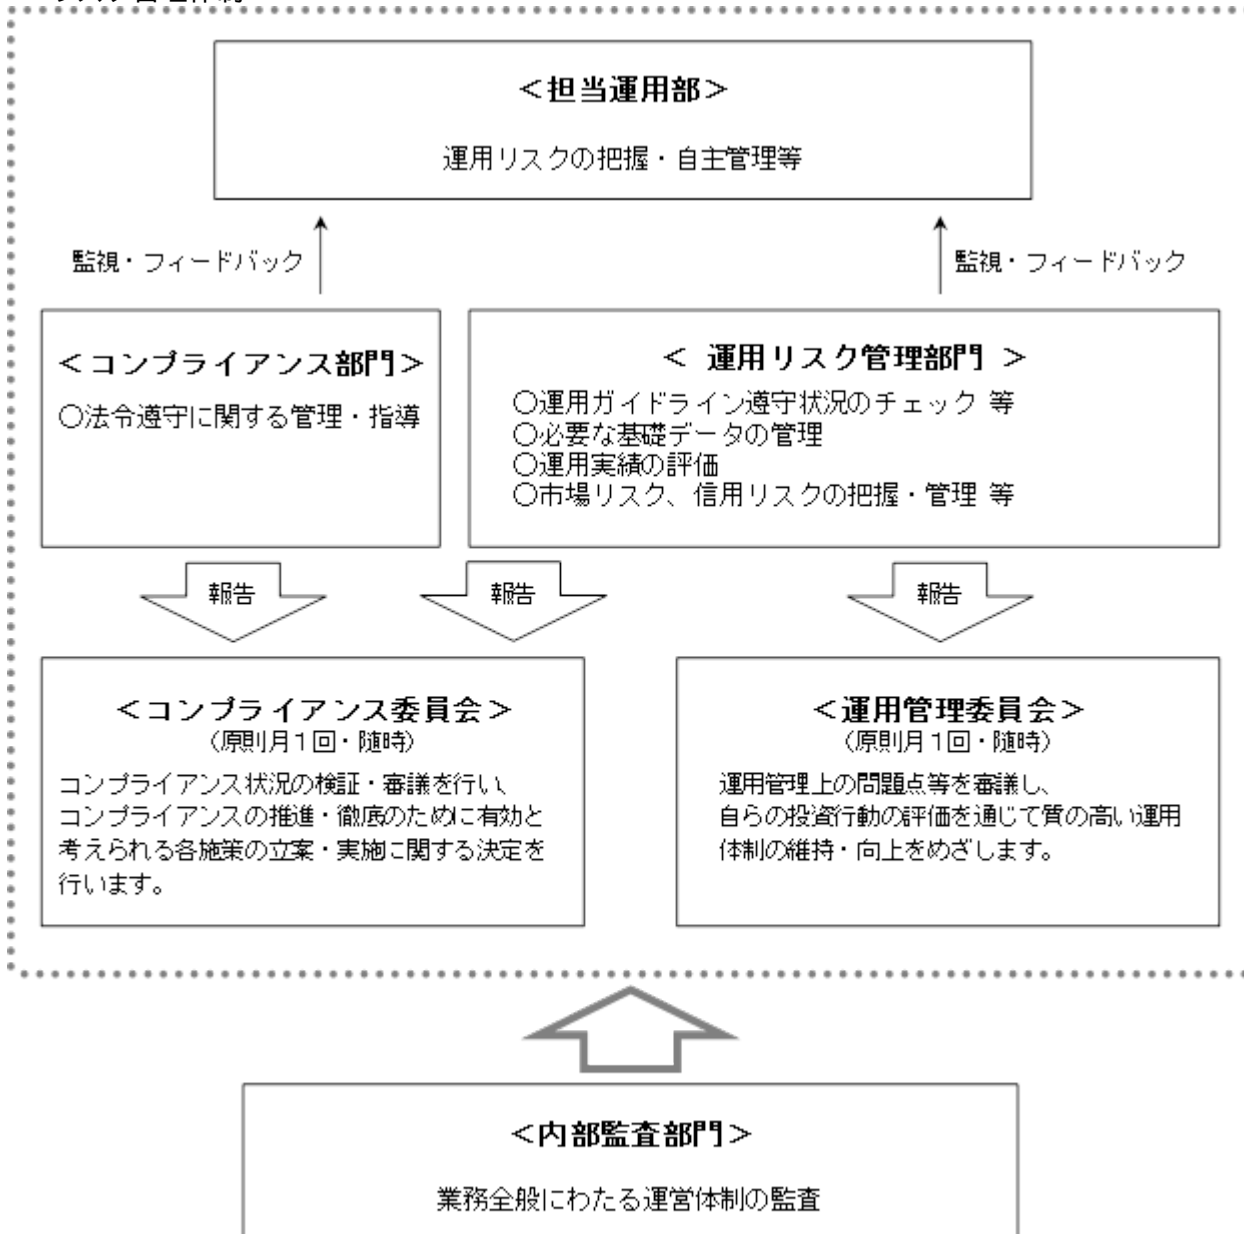 ＜担当運用部＞
運用リスクの把握・自主管理等
監視・フィードバック
監視・フィードバック
＜コンプライアンス部門＞
○法令遵守に関する管理・指導
＜ 運用リスク管理部門 ＞
○運用ガイドライン遵守状況のチェック 等
○必要な基礎データの管理
○運用実績の評価
○市場リスク、信用リスクの把握・管理 等
報告
報告
報告
＜コンプライアンス委員会＞
（原則月１回・随時）
コンプライアンス状況の検証・審議を行い、
コンプライアンスの推進・徹底のために有効と
考えられる各施策の立案・実施に関する決定を
行います。
＜運用管理委員会＞
（原則月１回・随時）
運用管理上の問題点等を審議し、
自らの投資行動の評価を通じて質の高い運用
体制の維持・向上をめざします。
＜内部監査部門＞
業務全般にわたる運営体制の監査